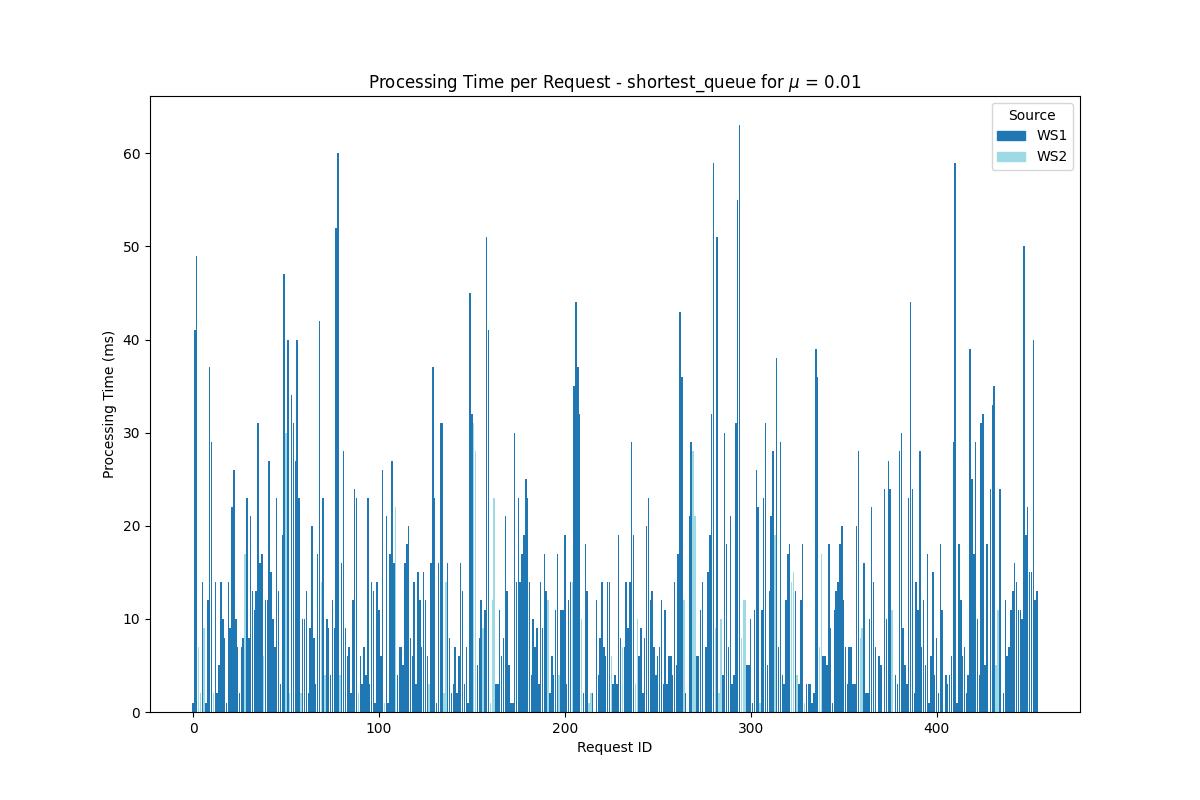 Processing Time per Request - shortest_queue for μ = 0.01
Source
WS1
WS2
Processing Time (ms)
60
50
40
30
20
10
0
0 100 200 300 400
Request ID